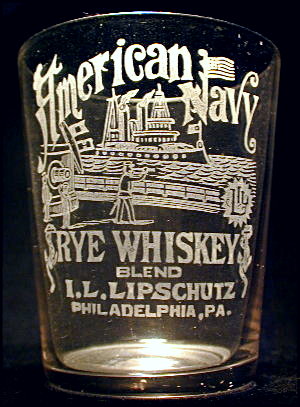 American
Navy
RYE WHISKEY
BLEND
I.L. LIPSCHUTZ
PHILADELPHIA, PA.